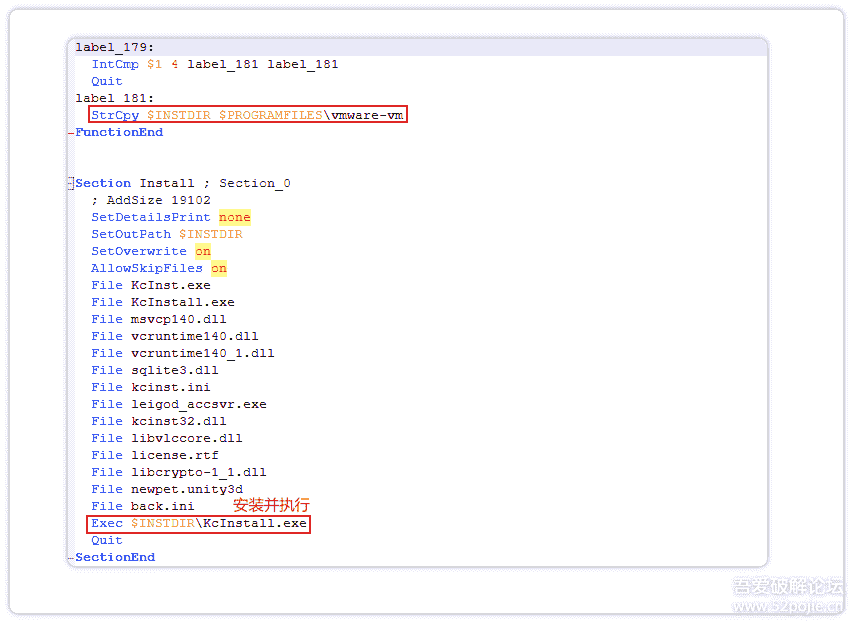 label_179:
IntCmp $1 4 label_181 label_181
Quit
label_181:
StrCpy $INSTDIR $PROGRAMFILES\vmware-vm
FunctionEnd
Section Install ; Section_0
; AddSize 19102
SetDetailsPrint none
SetOutPath $INSTDIR
SetOverwrite on
AllowSkipFiles on
File KcInst.exe
File KcInstall.exe
File msvcp140.dll
File vcruntime140.dll
File vcruntime140_1.dll
File sqlite3.dll
File kcinst.ini
File leigod_accsvr.exe
File kcinst32.dll
File libvlccore.dll
File license.rtf
File libcrypto-1_1.dll
File newpet.unity3d
File back.ini 安装并执行
Exec $INSTDIR\KcInstall.exe
Quit
SectionEnd
吾爱破解论坛
www.52pojie.cn